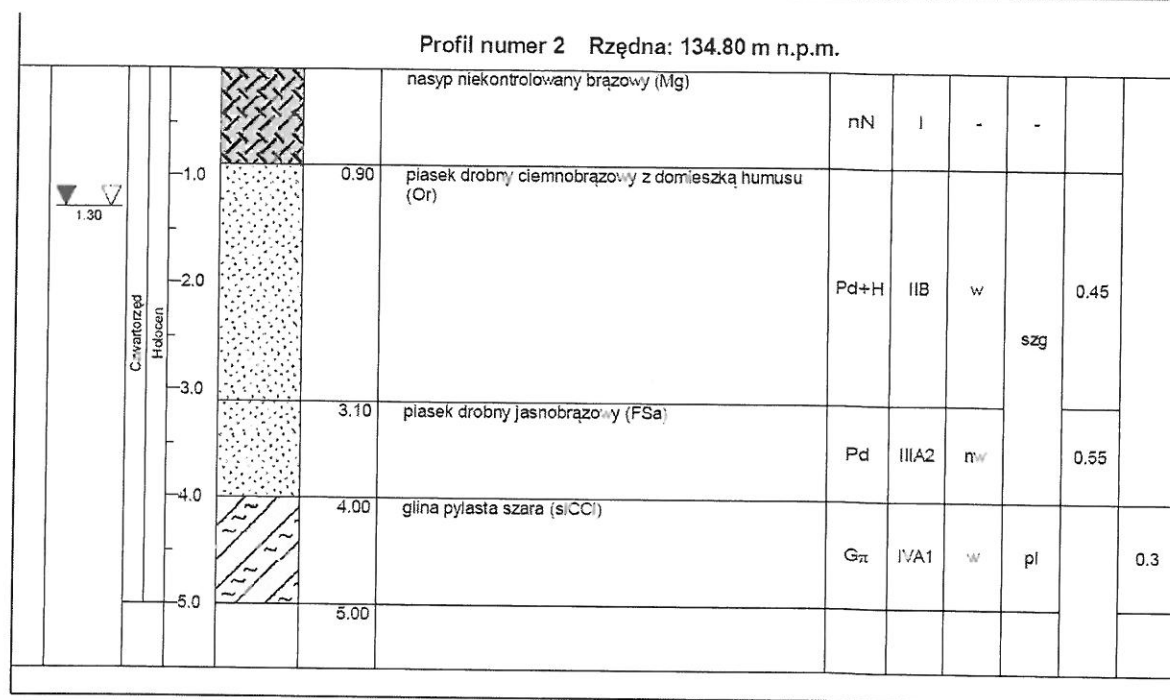 Profil numer 2 Rzędna: 134.80 m n.p.m.
nasyp niekontrolowany brązowy (Mg)
nN I - -
1.0
0.90 piasek drobny ciemnobrązowy z domieszką humusu
(Or)
1.30
2.0
Pd+H IIB w 0.45
szg
Czwartorzęd
Holocen
3.0
3.10 piasek drobny jasnobrązowy (FSa)
Pd IIIA2 nw 0.55
4.0
4.00 glina pylasta szara (siCCl)
Gπ IVA1 w pl 0.3
5.0
5.00